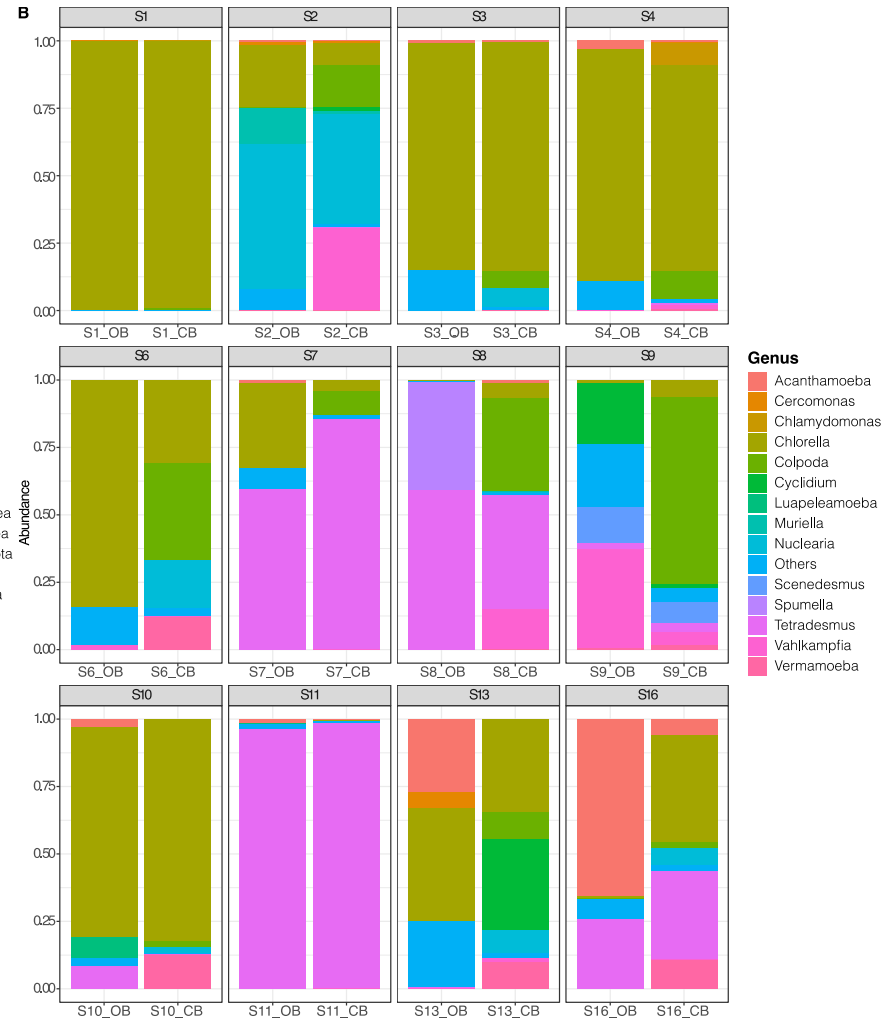 B
S1 S2 S3 S4
1.00
0.75
0.50
0.25
0.00
S1_OB S1_CB S2_OB S2_CB S3_OB S3_CB S4_OB S4_CB
S6 S7 S8 S9
1.00
0.75
0.50
0.25
0.00
Abundance
ea
oa
ota
a
S6_OB S6_CB S7_OB S7_CB S8_OB S8_CB S9_OB S9_CB
S10 S11 S13 S16
1.00
0.75
0.50
0.25
0.00
S10_OB S10_CB S11_OB S11_CB S13_OB S13_CB S16_OB S16_CB
Genus
Acanthamoeba
Cercomonas
Chlamydomonas
Chlorella
Colpoda
Cyclidium
Luapeleamoeba
Muriella
Nuclearia
Others
Scenedesmus
Spumella
Tetradesmus
Vahlkampfia
Vermamoeba